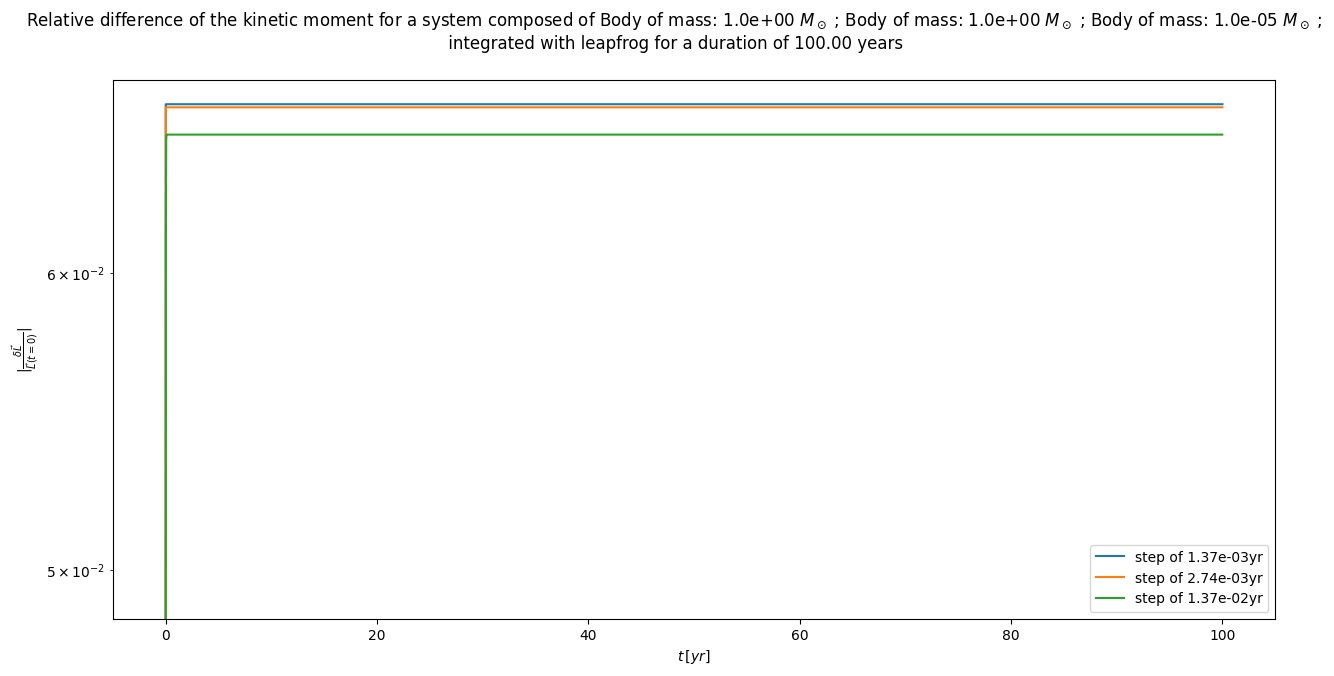 Relative difference of the kinetic moment for a system composed of Body of mass: 1.0e+00 $M_\odot$ ; Body of mass: 1.0e+00 $M_\odot$ ; Body of mass: 1.0e-05 $M_\odot$ ;
integrated with leapfrog for a duration of 100.00 years
6 × 10⁻²
5 × 10⁻²
$|\frac{\delta \vec{L}}{\vec{L}(t=0)}|$
0 20 40 60 80 100
t [yr]
step of 1.37e-03yr
step of 2.74e-03yr
step of 1.37e-02yr